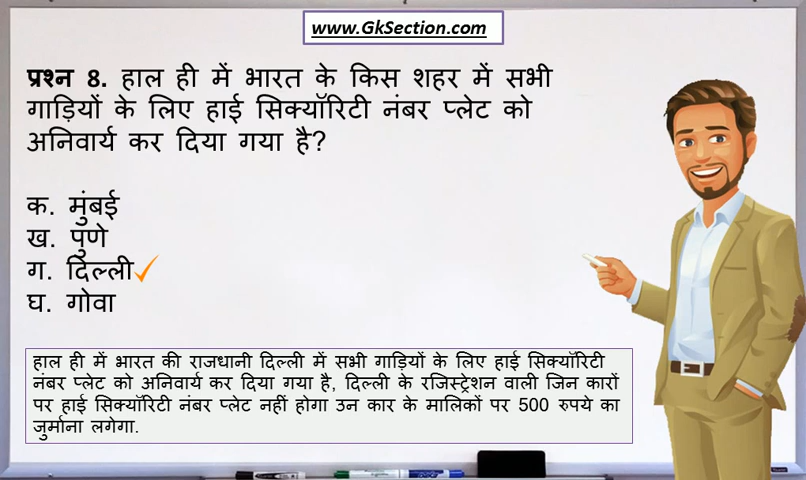 www.GkSection.com
प्रश्न 8. हाल ही में भारत के किस शहर में सभी
गाड़ियों के लिए हाई सिक्यॉरिटी नंबर प्लेट को
अनिवार्य कर दिया गया है?
क. मुंबई
ख. पुणे
ग. दिल्ली
घ. गोवा
हाल ही में भारत की राजधानी दिल्ली में सभी गाड़ियों के लिए हाई सिक्यॉरिटी
नंबर प्लेट को अनिवार्य कर दिया गया है, दिल्ली के रजिस्ट्रेशन वाली जिन कारों
पर हाई सिक्यॉरिटी नंबर प्लेट नहीं होगा उन कार के मालिकों पर 500 रुपये का
जुर्माना लगेगा.